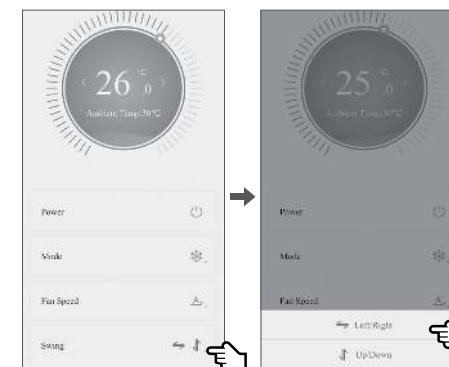 26 °C .0
Ambient Temp.30°C
Power
Mode
Fan Speed
Swing
25 °C .0
Ambient Temp.30°C
Power
Mode
Fan Speed
Left/Right
Up/Down